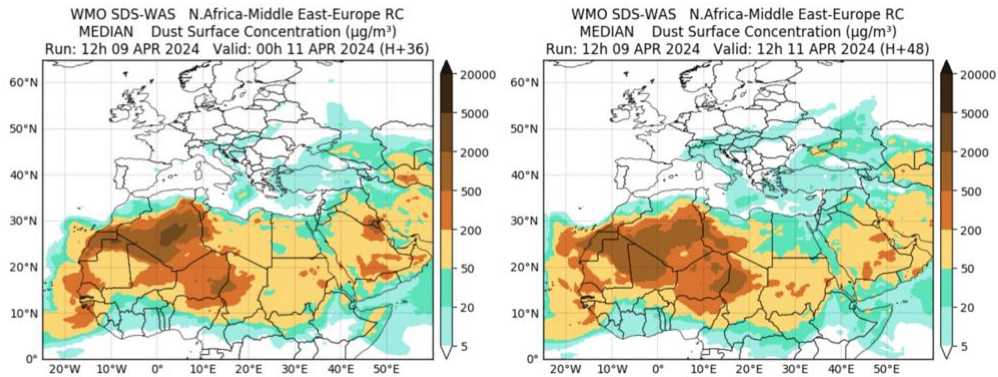 WMO SDS-WAS N.Africa-Middle East-Europe RC
MEDIAN Dust Surface Concentration (µg/m³)
Run: 12h 09 APR 2024 Valid: 00h 11 APR 2024 (H+36)
60°N
50°N
40°N
30°N
20°N
10°N
0°
20°W
10°W
0°
10°E
20°E
30°E
40°E
50°E
20000
5000
2000
500
200
50
20
5
WMO SDS-WAS N.Africa-Middle East-Europe RC
MEDIAN Dust Surface Concentration (µg/m³)
Run: 12h 09 APR 2024 Valid: 12h 11 APR 2024 (H+48)
60°N
50°N
40°N
30°N
20°N
10°N
0°
20°W
10°W
0°
10°E
20°E
30°E
40°E
50°E
20000
5000
2000
500
200
50
20
5